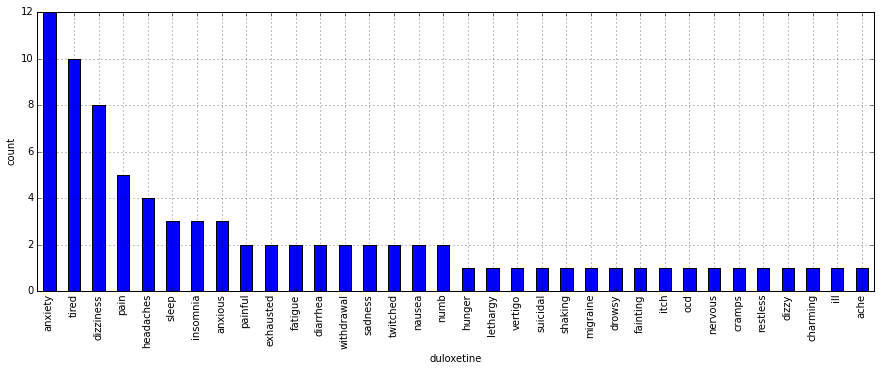 12
10
8
6
4
2
0
count
anxiety
tired
dizziness
pain
headaches
sleep
insomnia
anxious
painful
exhausted
fatigue
diarrhea
withdrawal
sadness
twitched
nausea
numb
hunger
lethargy
vertigo
suicidal
shaking
migraine
drowsy
fainting
itch
ocd
nervous
cramps
restless
dizzy
charming
ill
ache
duloxetine